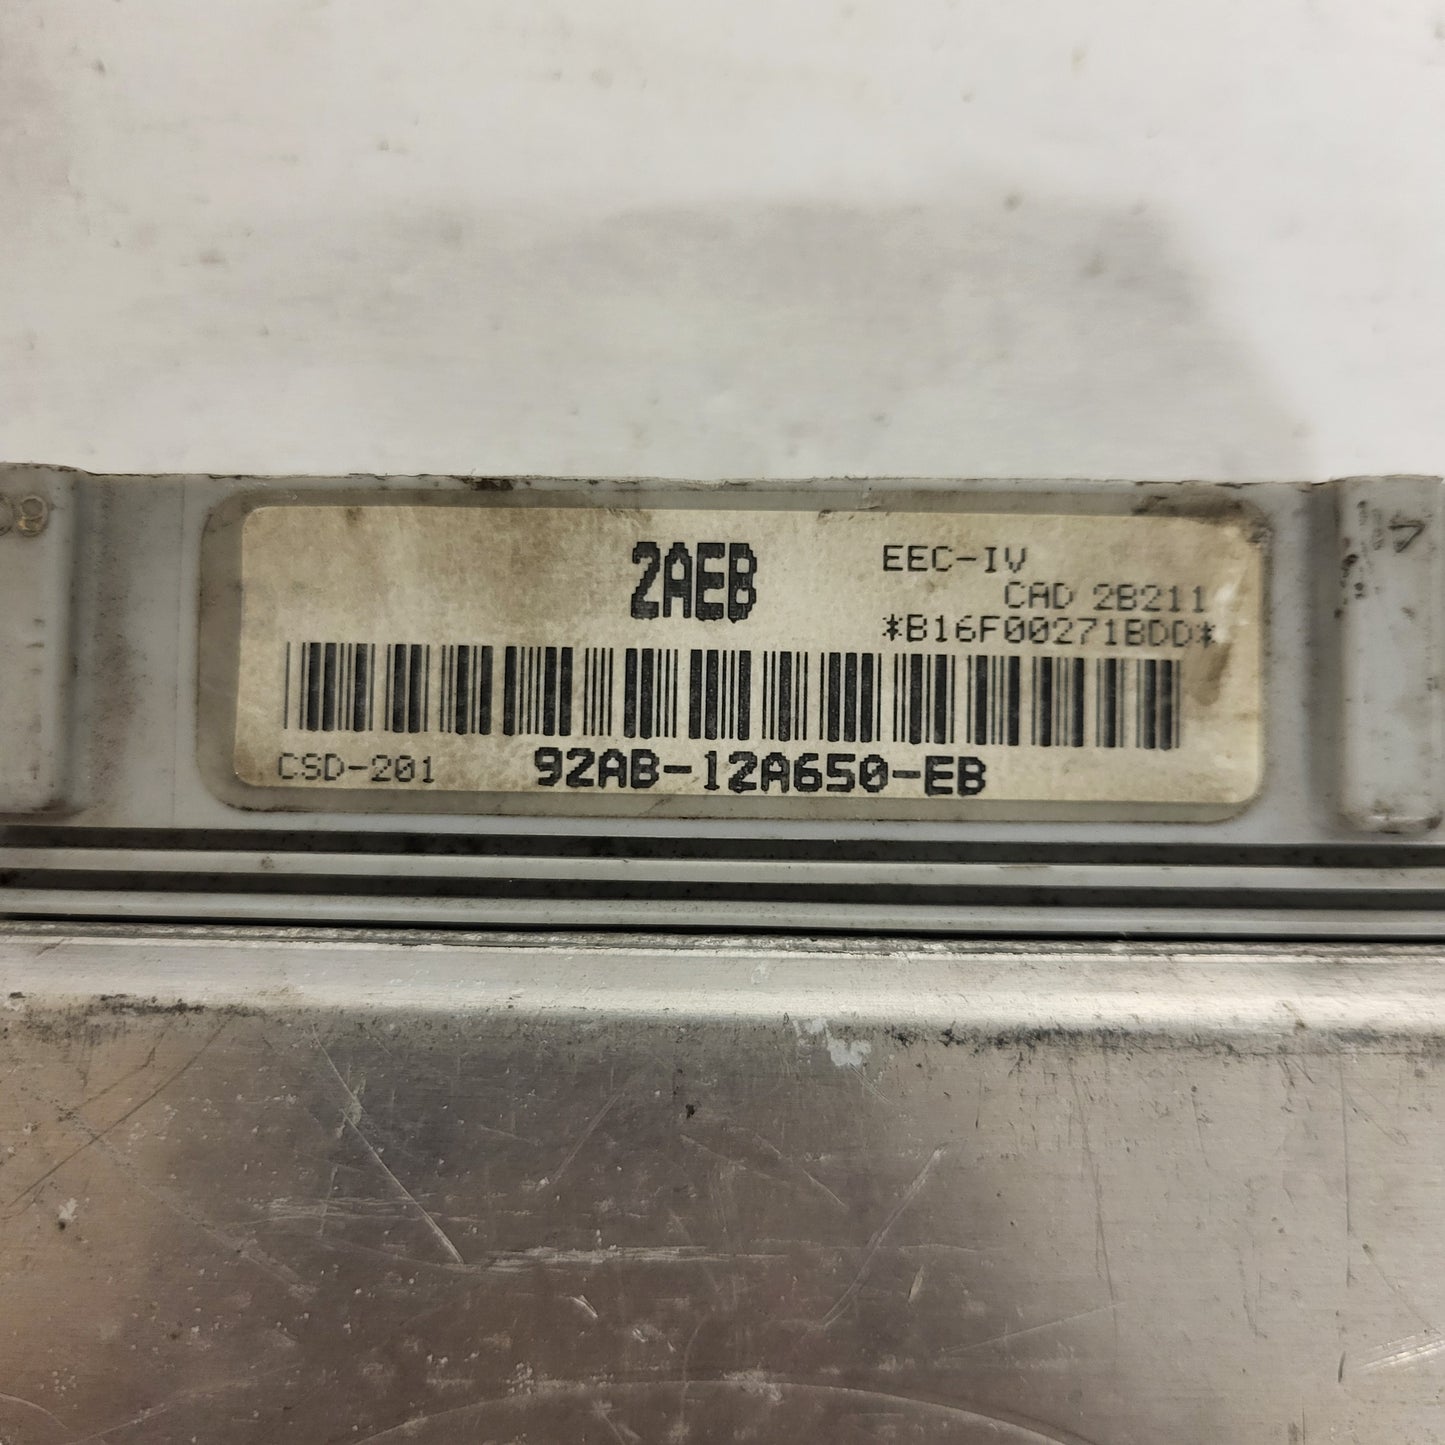 2AEB
EEC-IV
CAD 2B211
*B16F00271BDD*
CSD-201
92AB-12A650-EB